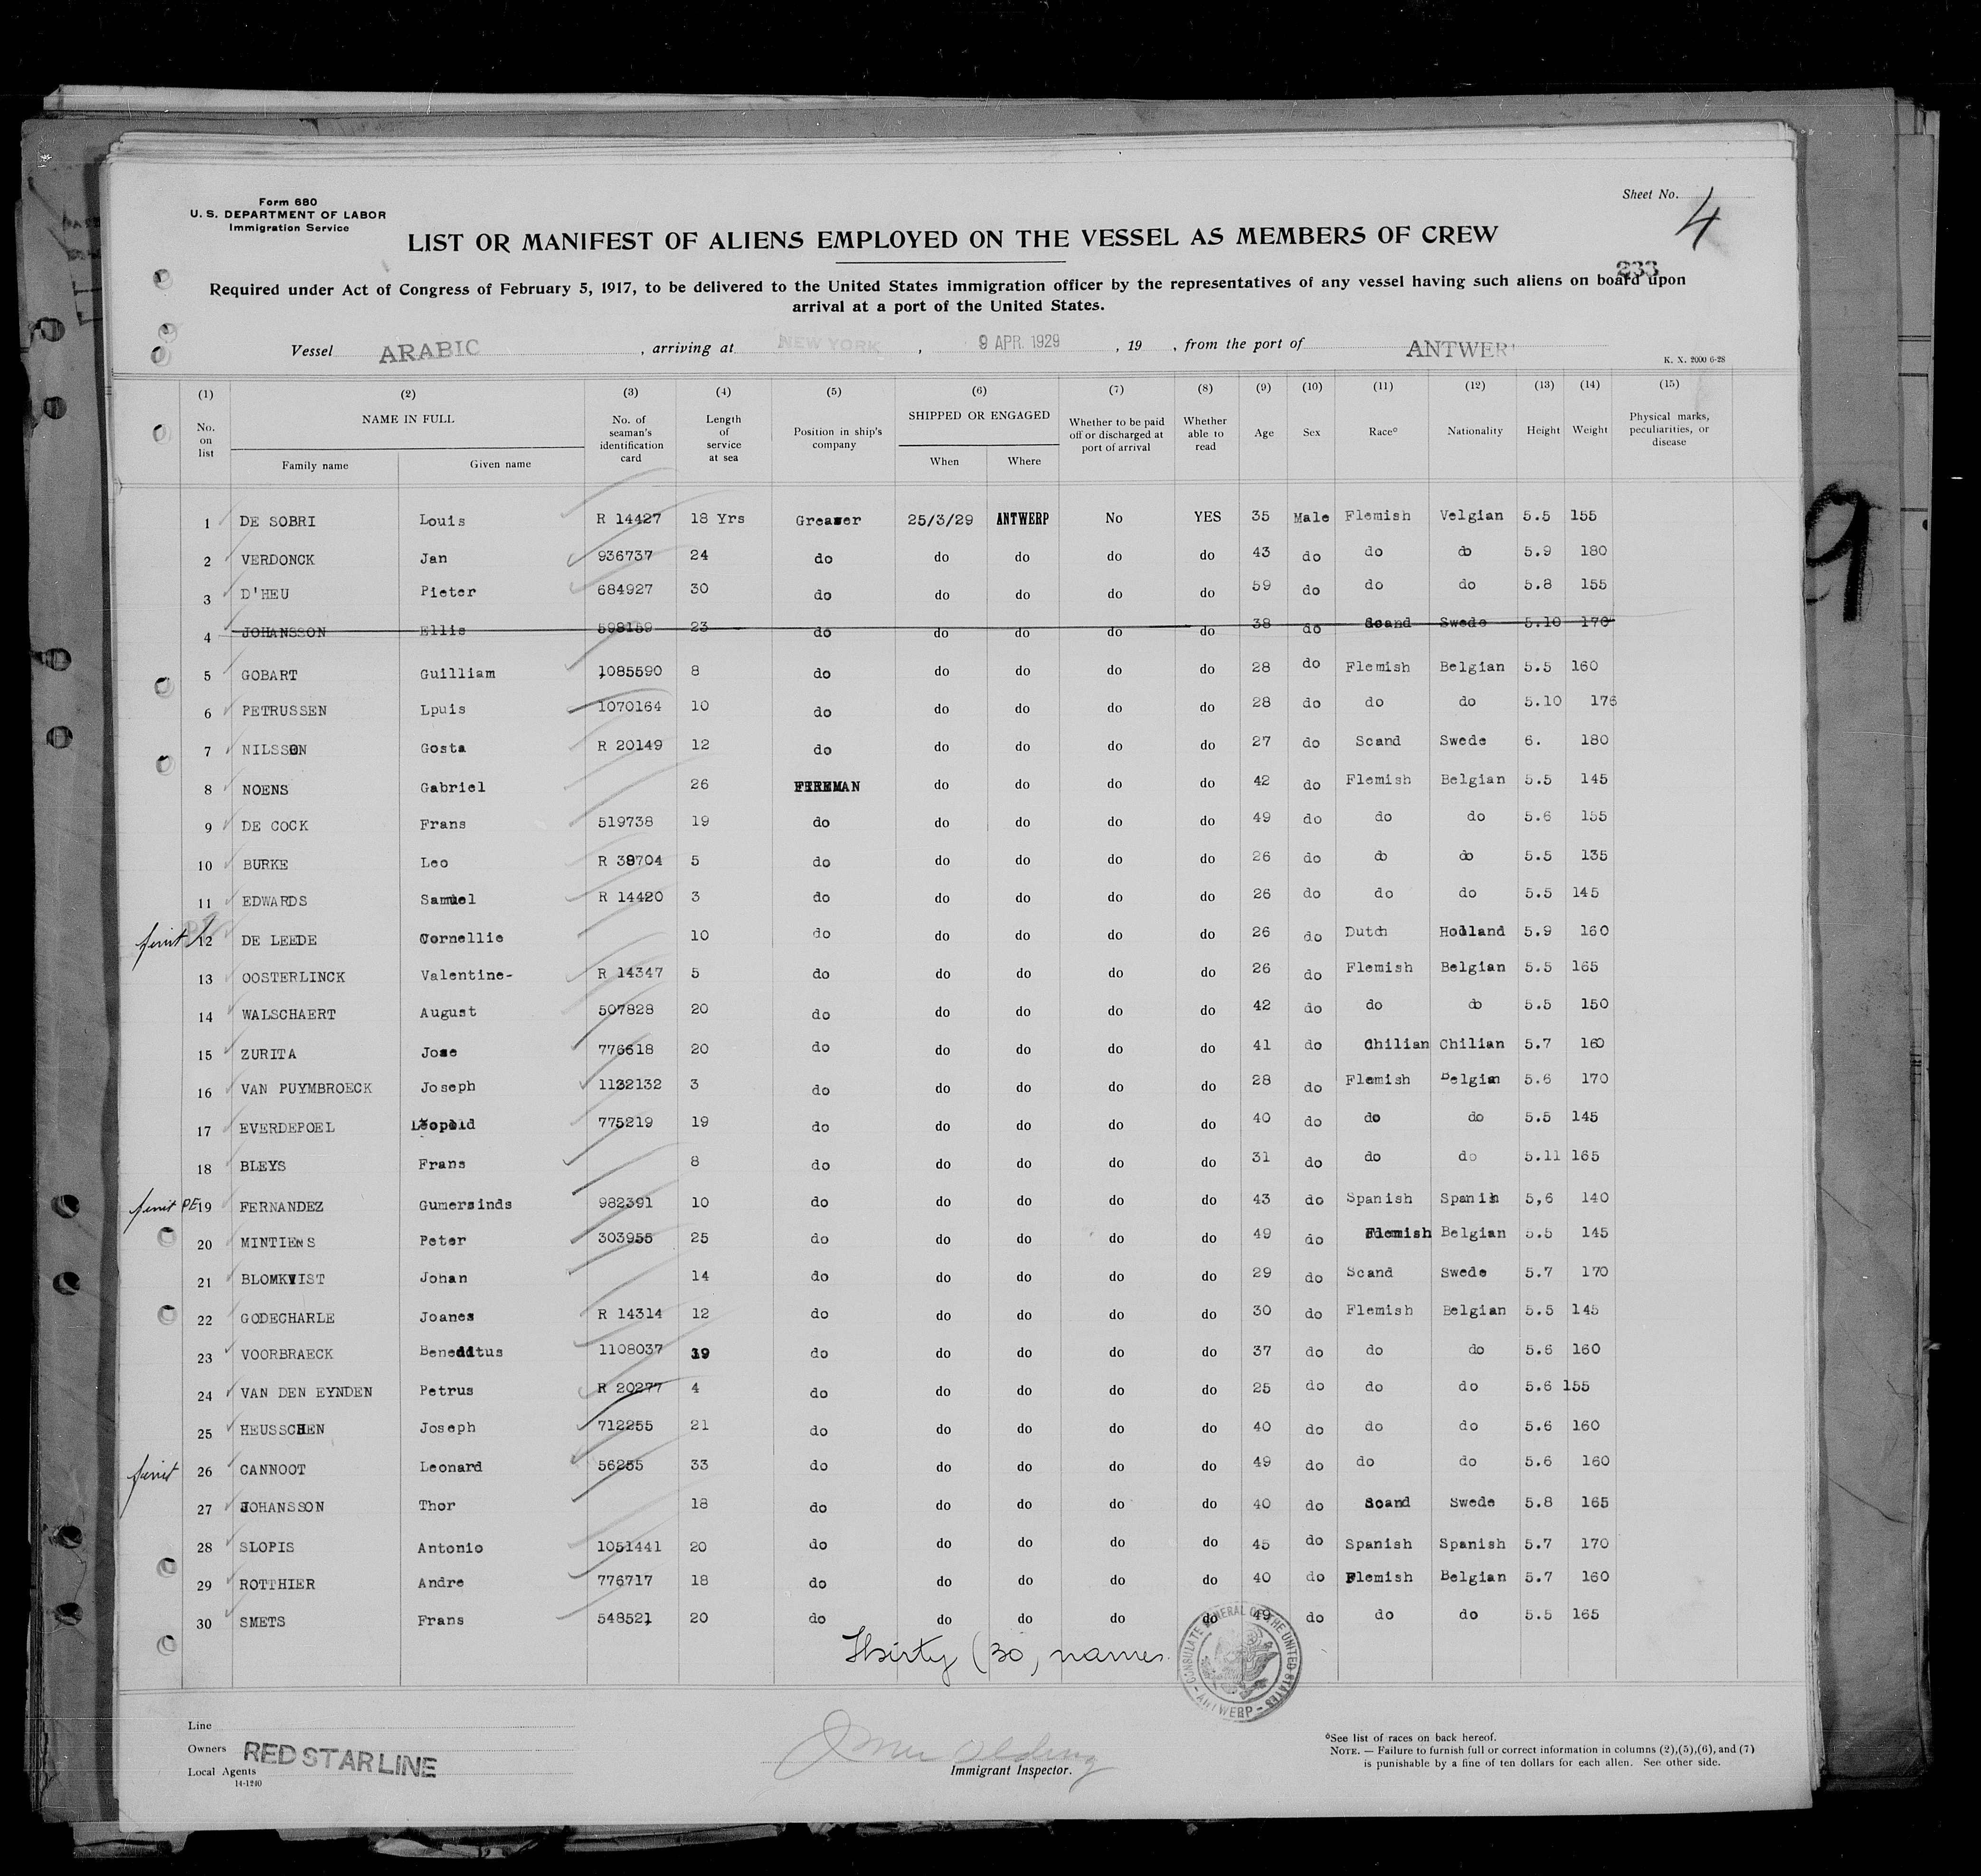 Form 680
U. S. DEPARTMENT OF LABOR
Immigration Service
Sheet No. 4
LIST OR MANIFEST OF ALIENS EMPLOYED ON THE VESSEL AS MEMBERS OF CREW
233
Required under Act of Congress of February 5, 1917, to be delivered to the United States immigration officer by the representatives of any vessel having such aliens on board upon
arrival at a port of the United States.
Vessel ARABIC , arriving at NEW YORK , 9 APR. 1929 , 19 , from the port of ANTWER
K. X. 2000 6-28
(1) (2) (3) (4) (5) (6) (7) (8) (9) (10) (11) (12) (13) (14) (15)
No. on list NAME IN FULL Family name Given name No. of seaman's identification card Length of service at sea Position in ship's company SHIPPED OR ENGAGED When Where Whether to be paid off or discharged at port of arrival Whether able to read Age Sex Race° Nationality Height Weight Physical marks, peculiarities, or disease
1 DE SOBRI Louis R 14427 18 Yrs Greaser 25/3/29 ANTWERP No YES 35 Male Flemish Velgian 5.5 155
2 VERDONCK Jan 936737 24 do do do do do 43 do do do 5.9 180
3 D'HEU Pieter 684927 30 do do do do do 59 do do do 5.8 155
4 JOHANSSON Ellis 598159 23 do do do do do 38 do Scand Swede 5.10 170
5 GOBART Guilliam 1085590 8 do do do do do 28 do Flemish Belgian 5.5 160
6 PETRUSSEN Lpuis 1070164 10 do do do do do 28 do do do 5.10 176
7 NILSSON Gosta R 20149 12 do do do do do 27 do Scand Swede 6. 180
8 NOENS Gabriel 26 FIREMAN do do do do 42 do Flemish Belgian 5.5 145
9 DE COCK Frans 519738 19 do do do do do 49 do do do 5.6 155
10 BURKE Leo R 38704 5 do do do do do 26 do do do 5.5 135
11 EDWARDS Samuel R 14420 3 do do do do do 26 do do do 5.5 145
12 DE LEEDE Cornellie 10 do do do do do 26 do Dutch Holland 5.9 160
13 OOSTERLINCK Valentine- R 14347 5 do do do do do 26 do Flemish Belgian 5.5 165
14 WALSCHAERT August 507828 20 do do do do do 42 do do do 5.5 150
15 ZURITA Jose 776618 20 do do do do do 41 do Chilian Chilian 5.7 160
16 VAN PUYMBROECK Joseph 1132132 3 do do do do do 28 do Flemish Belgian 5.6 170
17 EVERDEPOEL Leopold 775219 19 do do do do do 40 do do do 5.5 145
18 BLEYS Frans 8 do do do do do 31 do do do 5.11 165
PE 19 FERNANDEZ Gumersinds 982391 10 do do do do do 43 do Spanish Spanih 5,6 140
20 MINTIENS Peter 303955 25 do do do do do 49 do Flemish Belgian 5.5 145
21 BLOMKVIST Johan 14 do do do do do 29 do Scand Swede 5.7 170
22 GODECHARLE Joanes R 14314 12 do do do do do 30 do Flemish Belgian 5.5 145
23 VOORBRAECK Beneditus 1108037 19 do do do do do 37 do do do 5.6 160
24 VAN DEN EYNDEN Petrus R 20277 4 do do do do do 25 do do do 5.6 155
25 HEUSSCHEN Joseph 712255 21 do do do do do 40 do do do 5.6 160
26 CANNOOT Leonard 56255 33 do do do do do 49 do do do 5.6 160
27 JOHANSSON Thor 18 do do do do do 40 do Scand Swede 5.8 165
28 SLOPIS Antonio 1051441 20 do do do do do 45 do Spanish Spanish 5.7 170
29 ROTTHIER Andre 776717 18 do do do do do 40 do Flemish Belgian 5.7 160
30 SMETS Frans 548521 20 do do do do do 49 do do do 5.5 165
Thirty (30) names.
CONSULATE GENERAL OF THE UNITED STATES - ANTWERP -
Line
Owners RED STAR LINE
Local Agents
14-1240
Immigrant Inspector.
°See list of races on back hereof.
NOTE. — Failure to furnish full or correct information in columns (2),(5),(6), and (7)
is punishable by a fine of ten dollars for each alien. See other side.
9